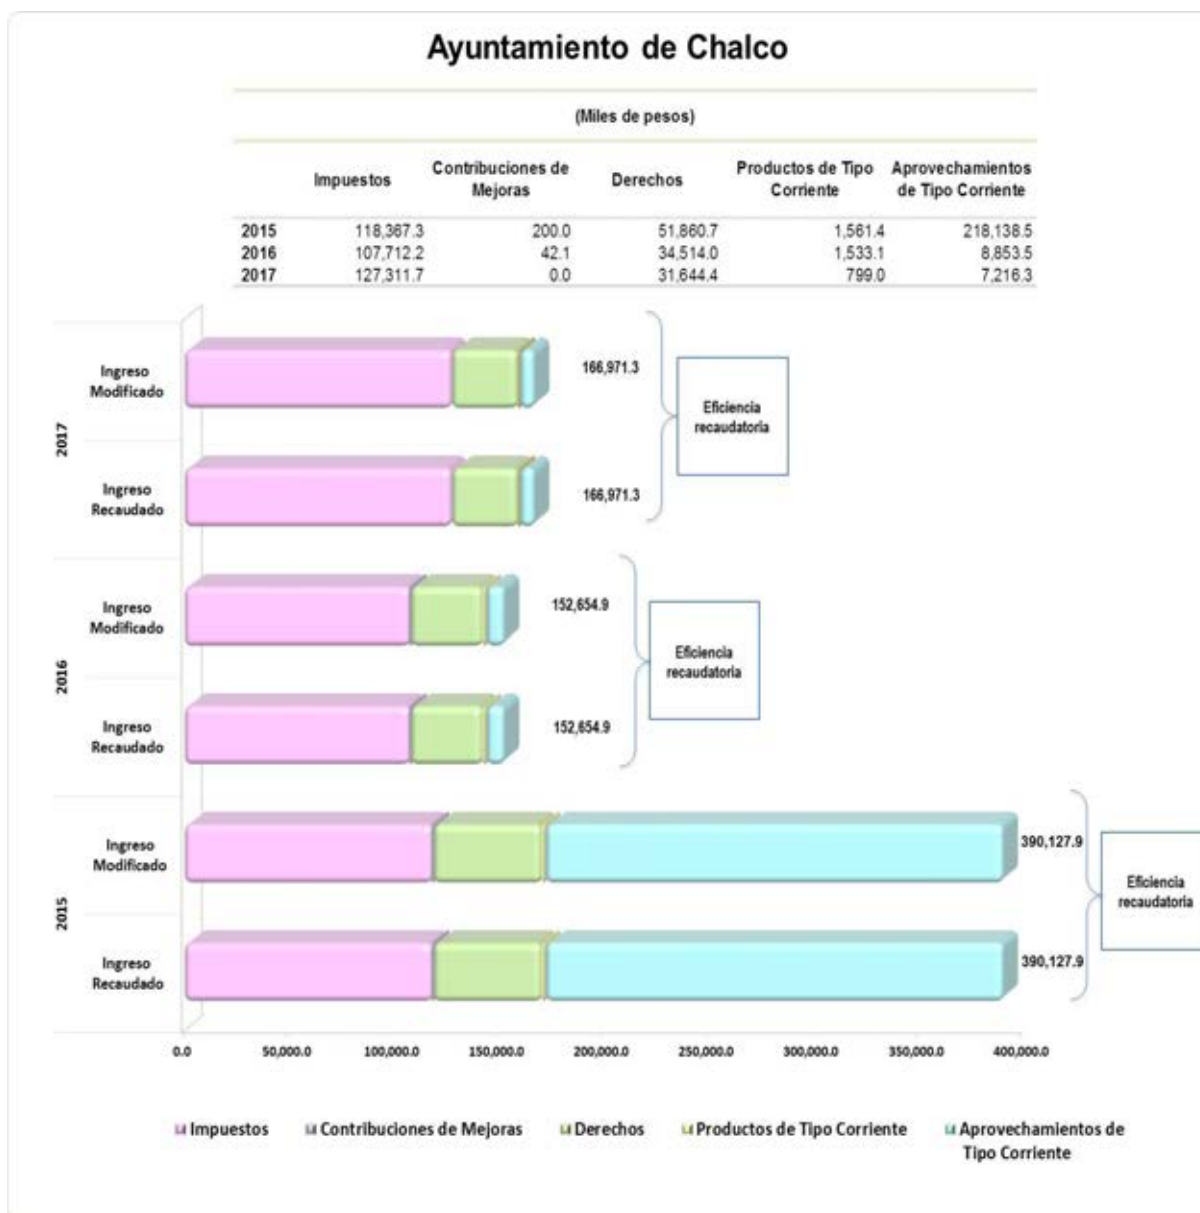 Ayuntamiento de Chalco
(Miles de pesos)
Impuestos Contribuciones de Mejoras Derechos Productos de Tipo Corriente Aprovechamientos de Tipo Corriente
2015 118,367.3 200.0 51,860.7 1,561.4 218,138.5
2016 107,712.2 42.1 34,514.0 1,533.1 8,853.5
2017 127,311.7 0.0 31,644.4 799.0 7,216.3
2017
Ingreso
Modificado
166,971.3
Ingreso
Recaudado
166,971.3
Eficiencia
recaudatoria
2016
Ingreso
Modificado
152,654.9
Ingreso
Recaudado
152,654.9
Eficiencia
recaudatoria
2015
Ingreso
Modificado
390,127.9
Ingreso
Recaudado
390,127.9
Eficiencia
recaudatoria
0.0 50,000.0 100,000.0 150,000.0 200,000.0 250,000.0 300,000.0 350,000.0 400,000.0
Impuestos Contribuciones de Mejoras Derechos Productos de Tipo Corriente Aprovechamientos de
Tipo Corriente